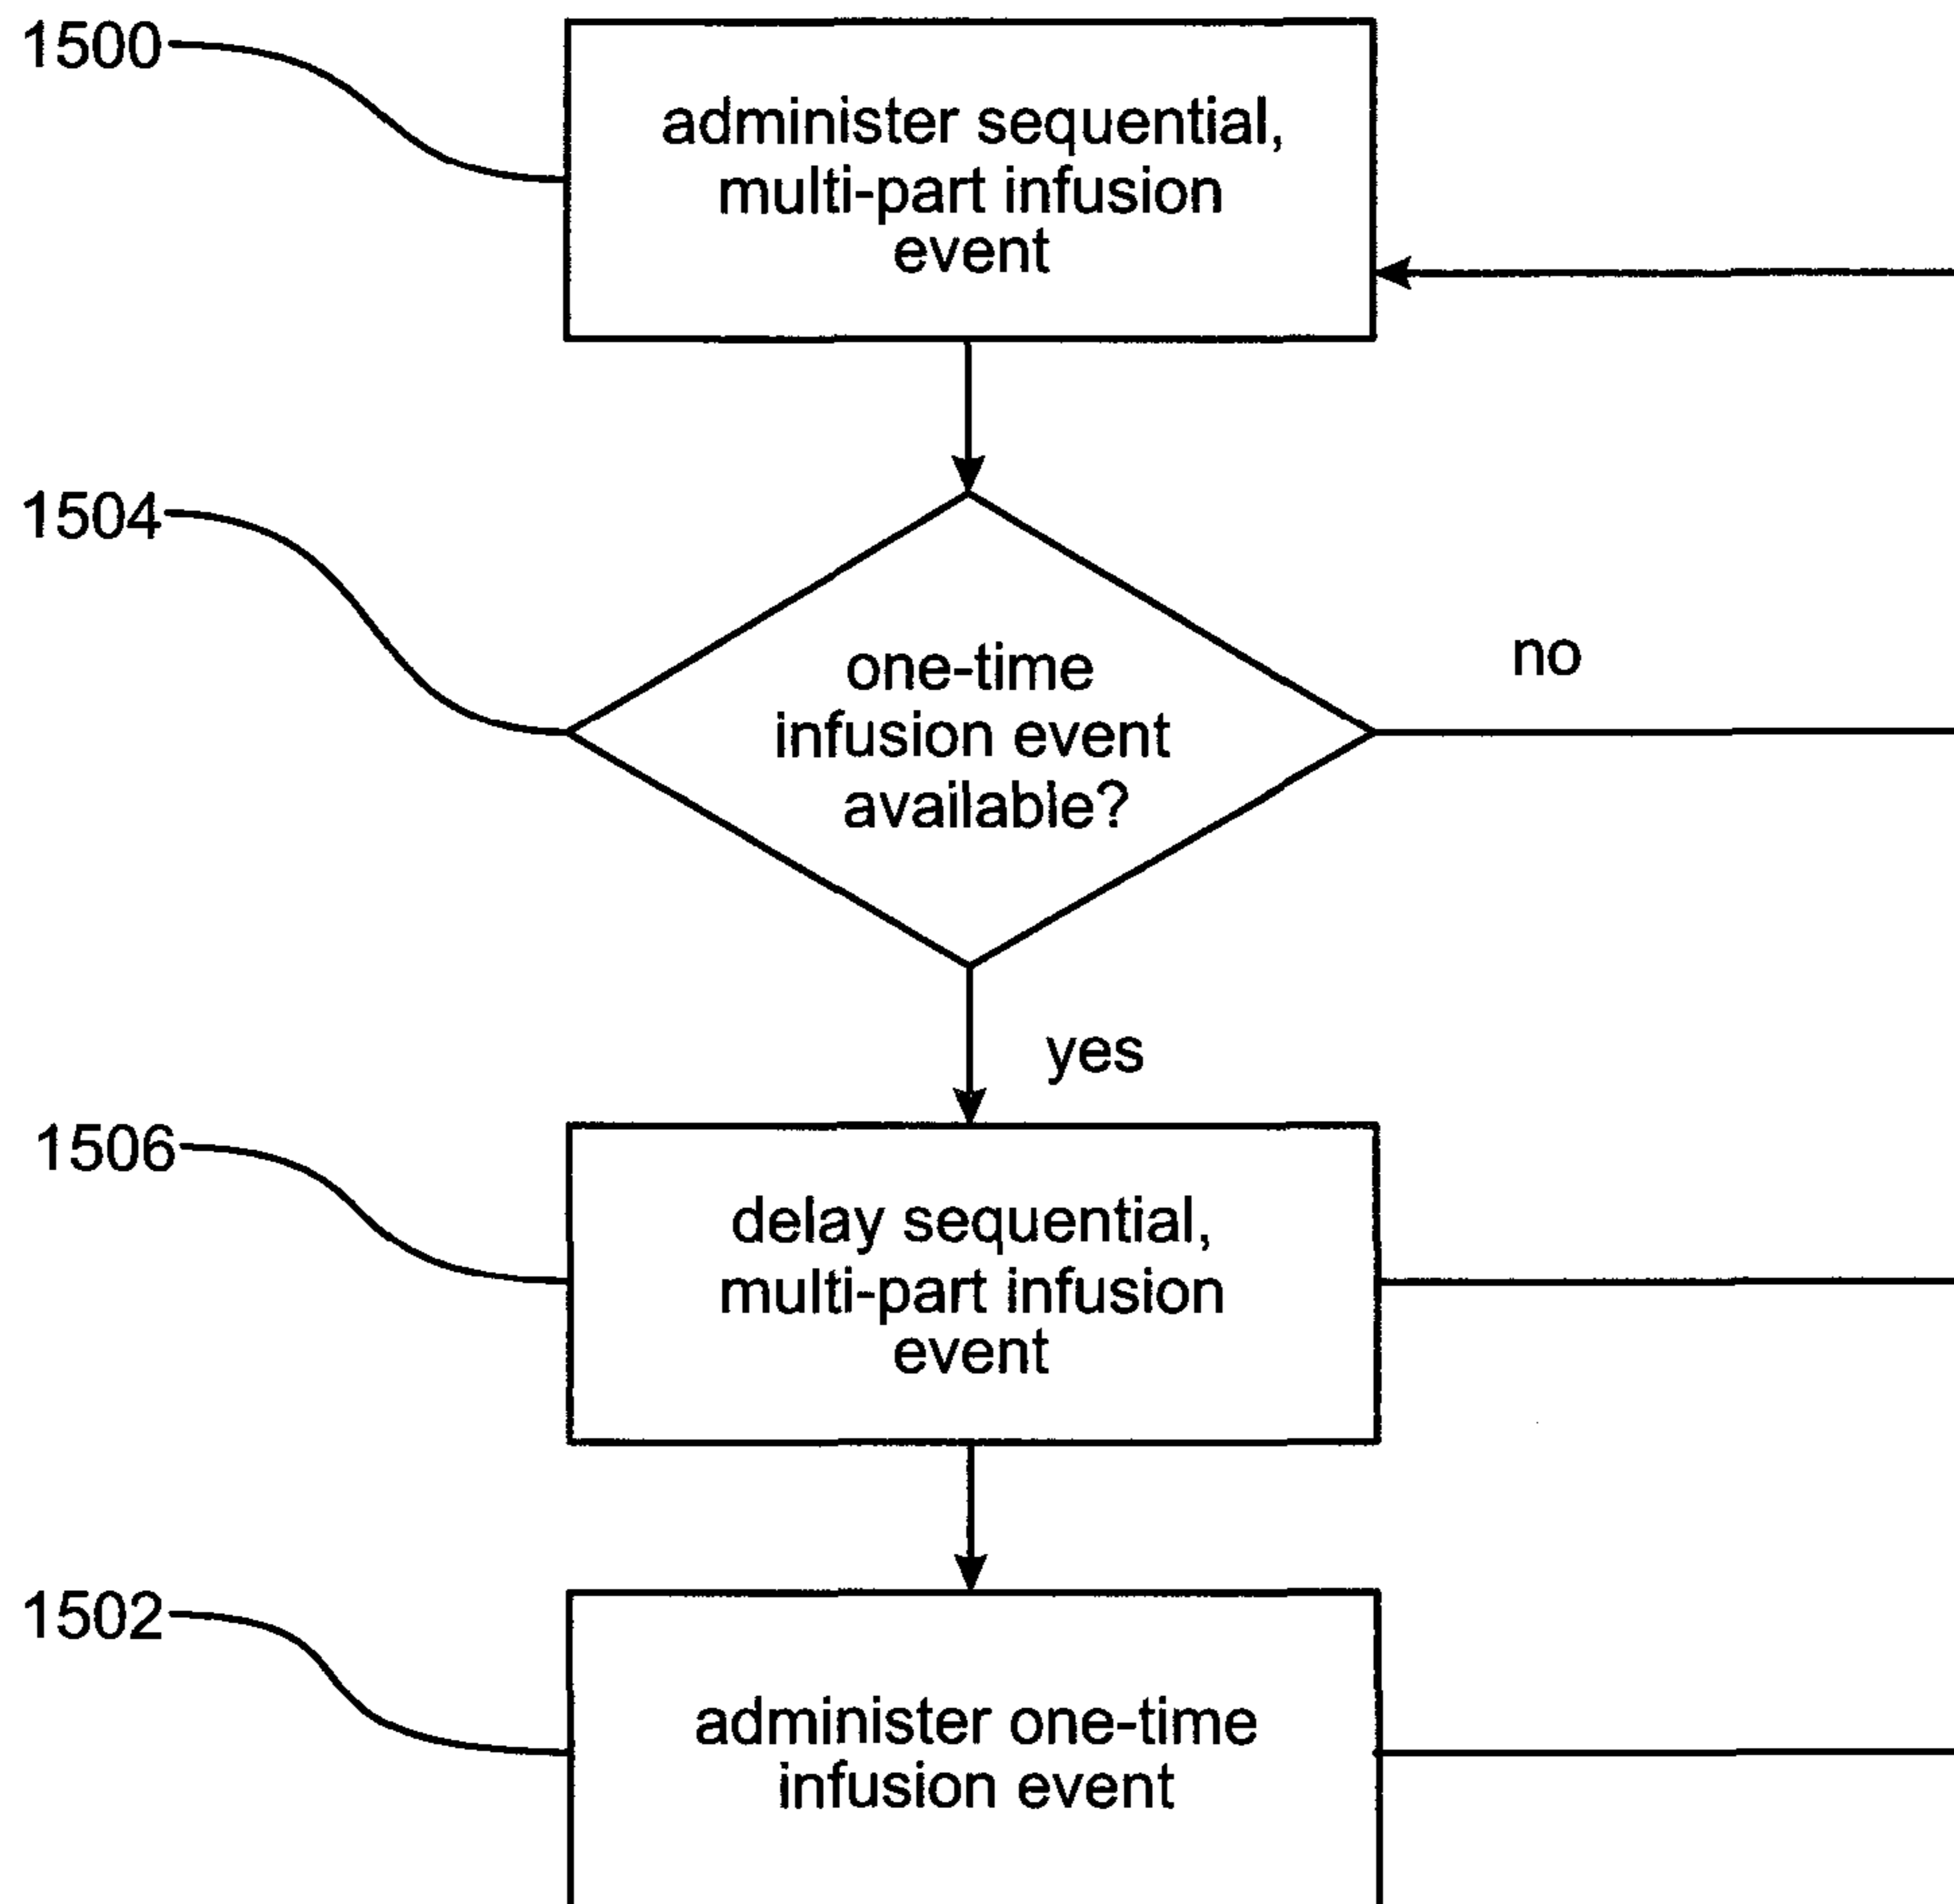 1500
administer sequential,
multi-part infusion
event
1504
one-time
infusion event
available?
no
yes
1506
delay sequential,
multi-part infusion
event
1502
administer one-time
infusion event